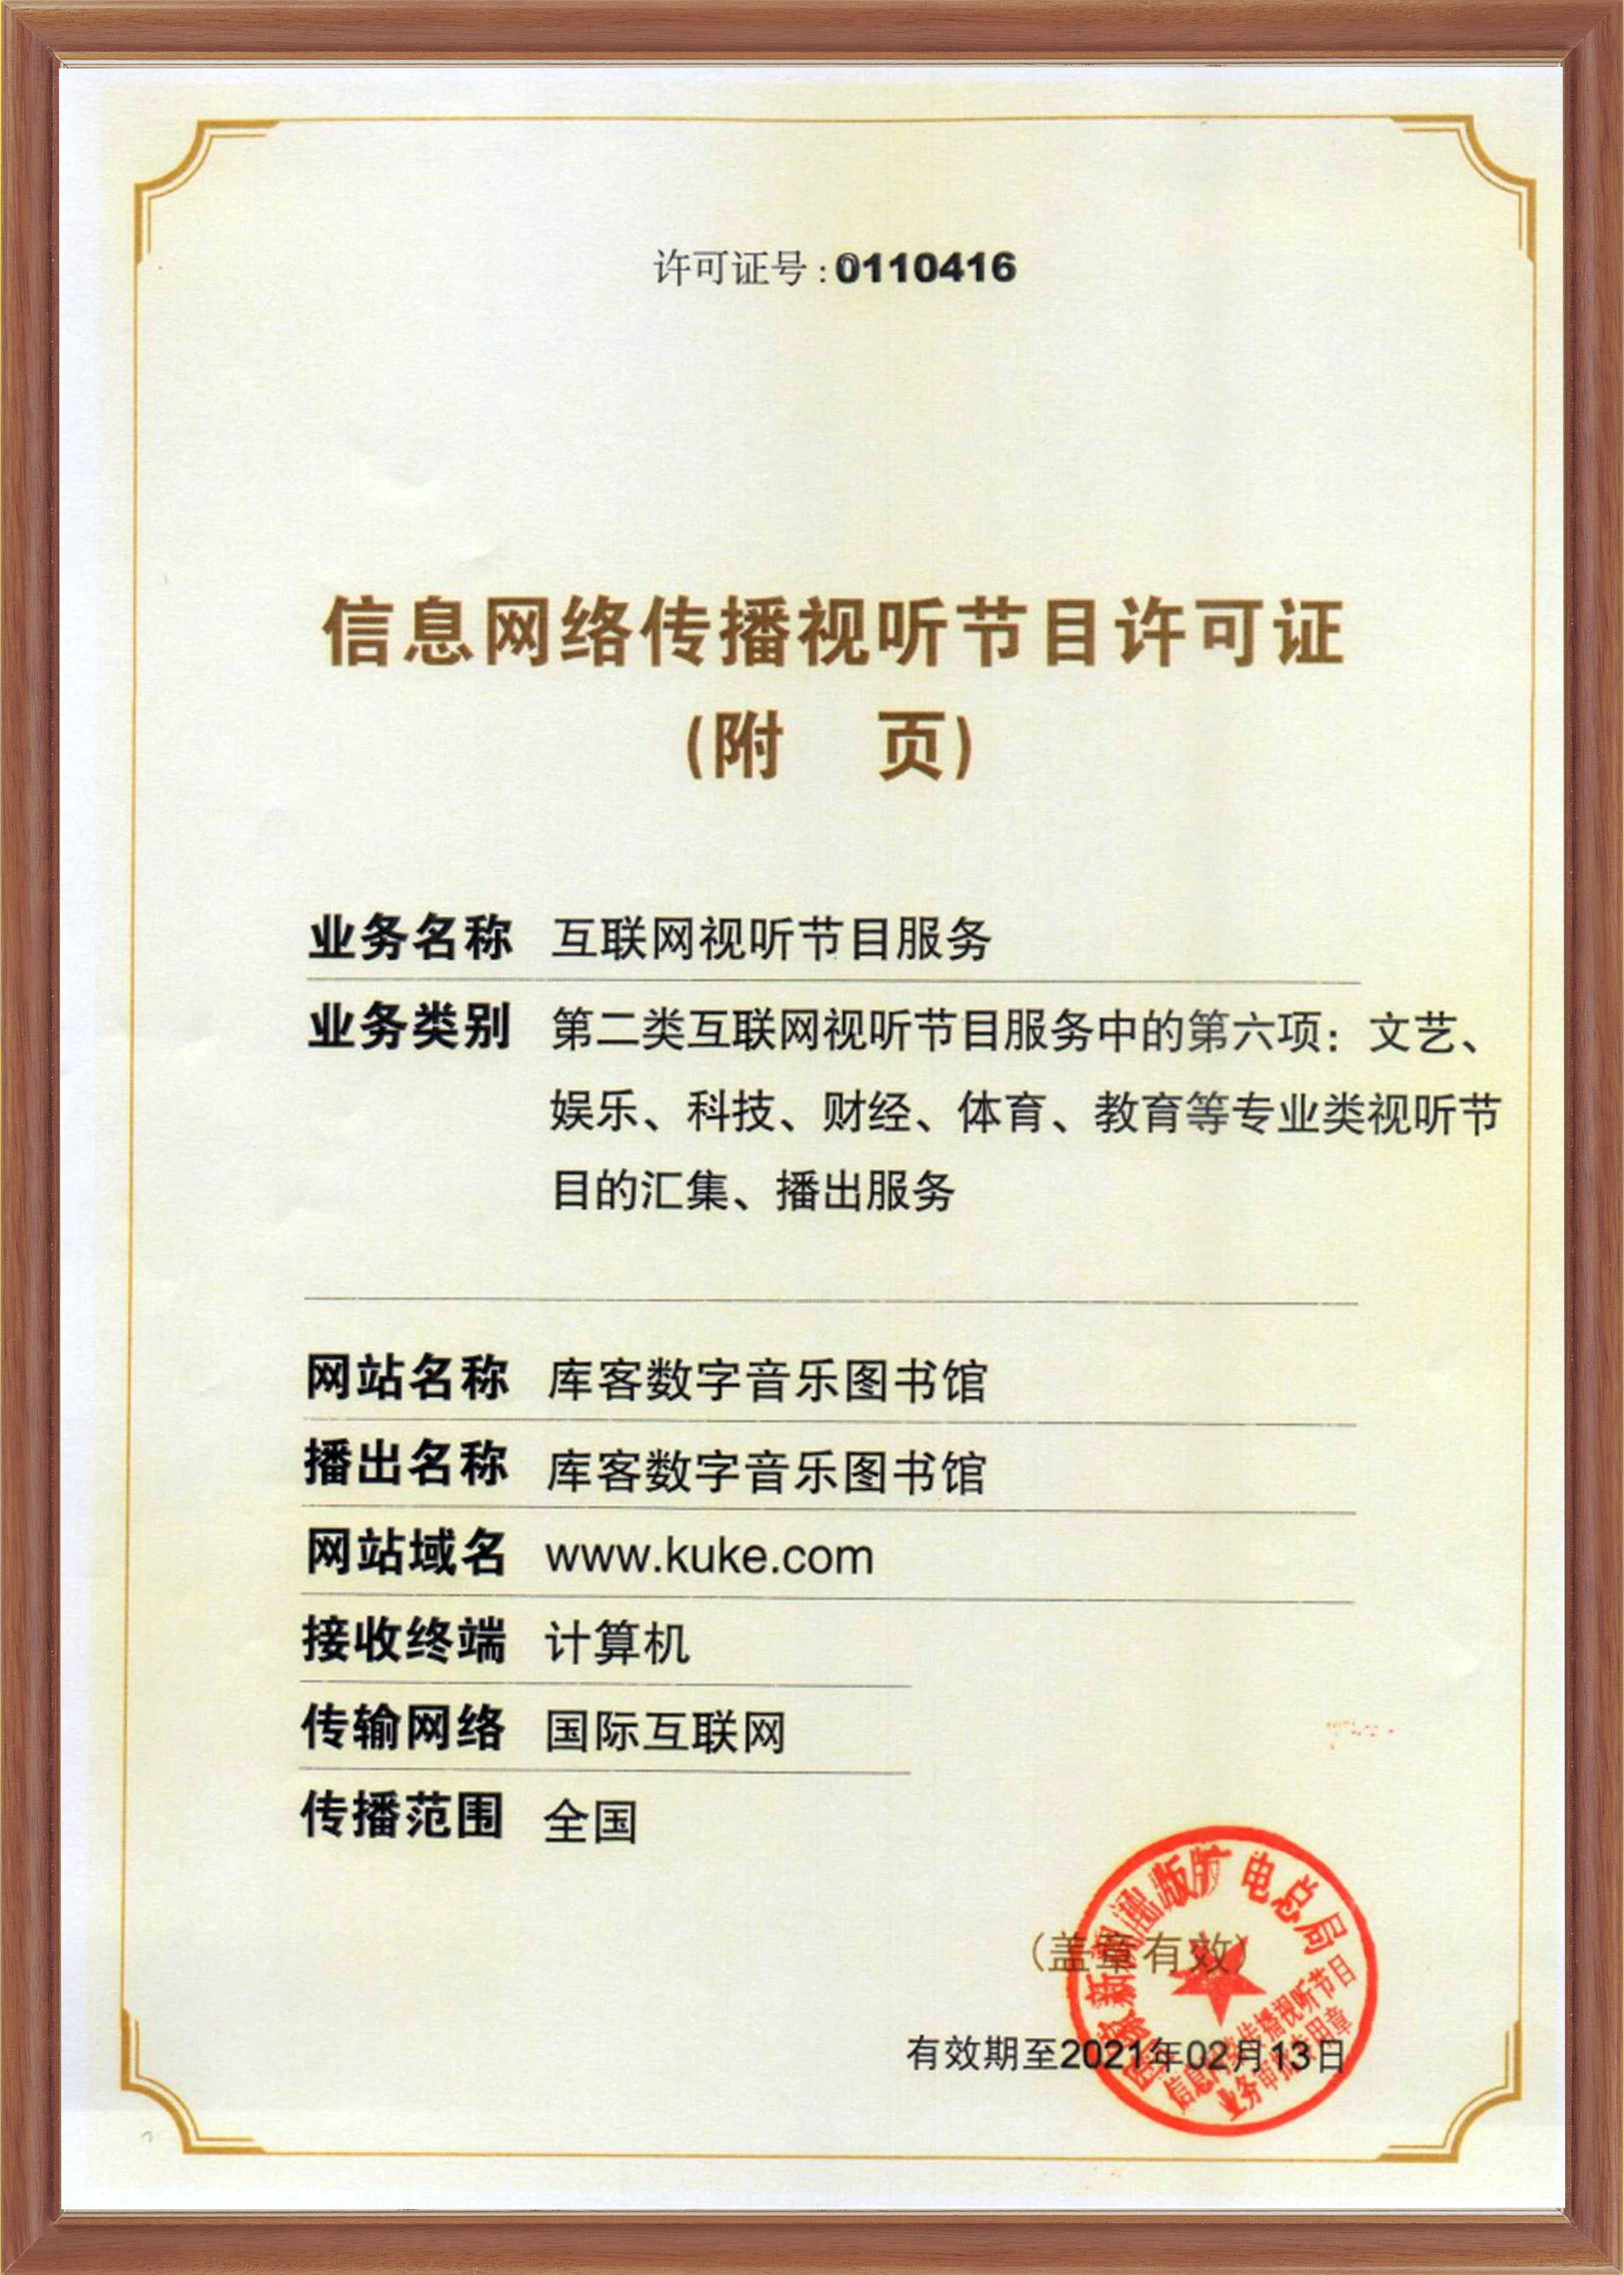 许可证号:0110416
信息网络传播视听节目许可证
(附 页)
业务名称 互联网视听节目服务
业务类别 第二类互联网视听节目服务中的第六项：文艺、
娱乐、科技、财经、体育、教育等专业类视听节
目的汇集、播出服务
网站名称 库客数字音乐图书馆
播出名称 库客数字音乐图书馆
网站域名 www.kuke.com
接收终端 计算机
传输网络 国际互联网
传播范围 全国
(盖章有效)
有效期至2021年02月13日
国家新闻出版广电总局
信息网络传播视听节目
业务审批专用章